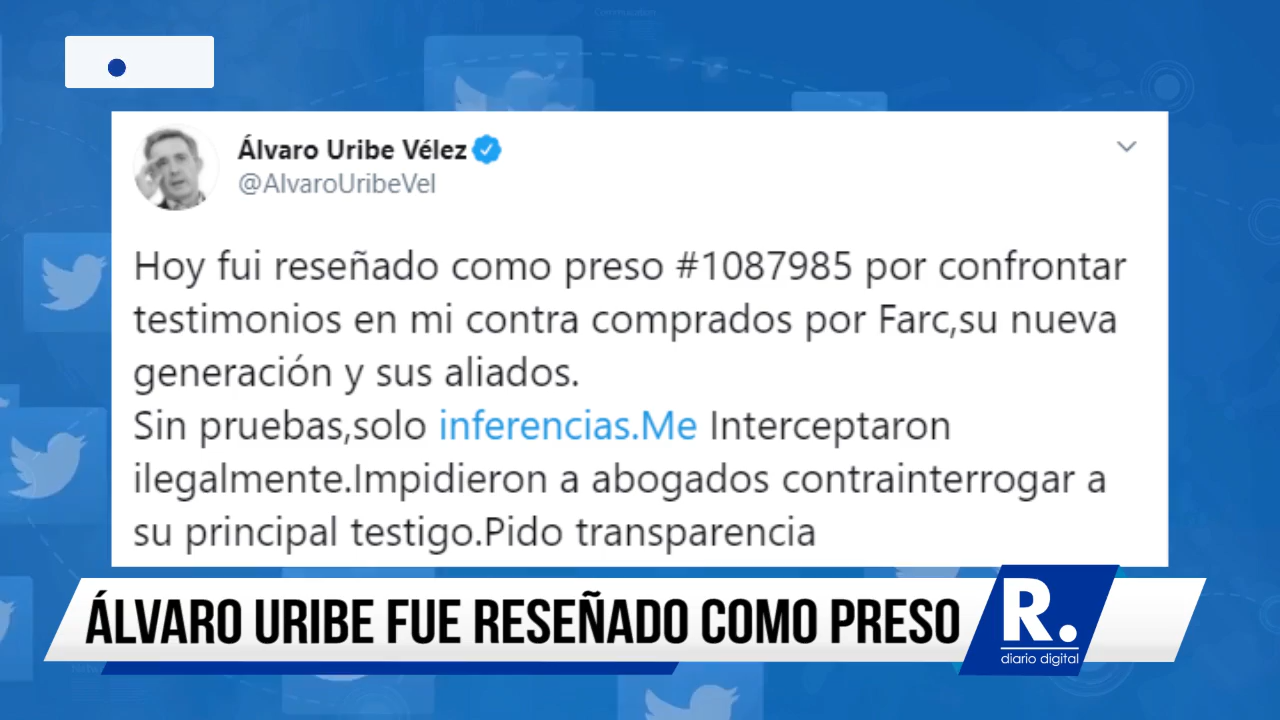 Álvaro Uribe Vélez
@AlvaroUribeVel
Hoy fui reseñado como preso #1087985 por confrontar
testimonios en mi contra comprados por Farc,su nueva
generación y sus aliados.
Sin pruebas,solo inferencias.Me Interceptaron
ilegalmente.Impidieron a abogados contrainterrogar a
su principal testigo.Pido transparencia
ÁLVARO URIBE FUE RESEÑADO COMO PRESO
R.
diario digital